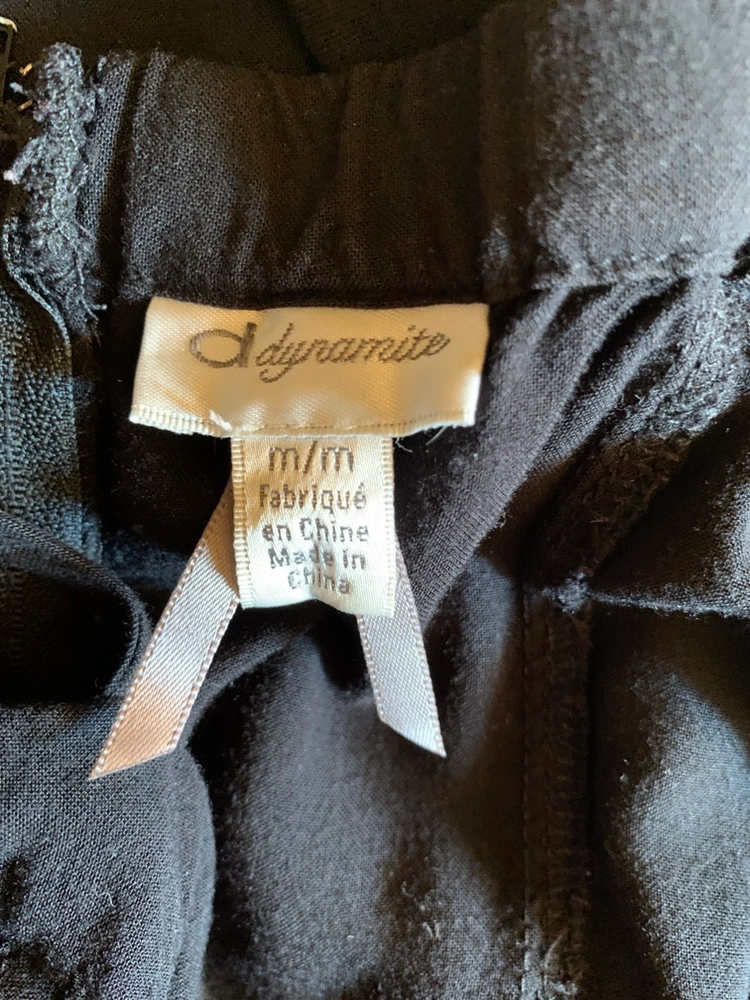 d dynamite
m/m
Fabriqué
en Chine
Made in
China